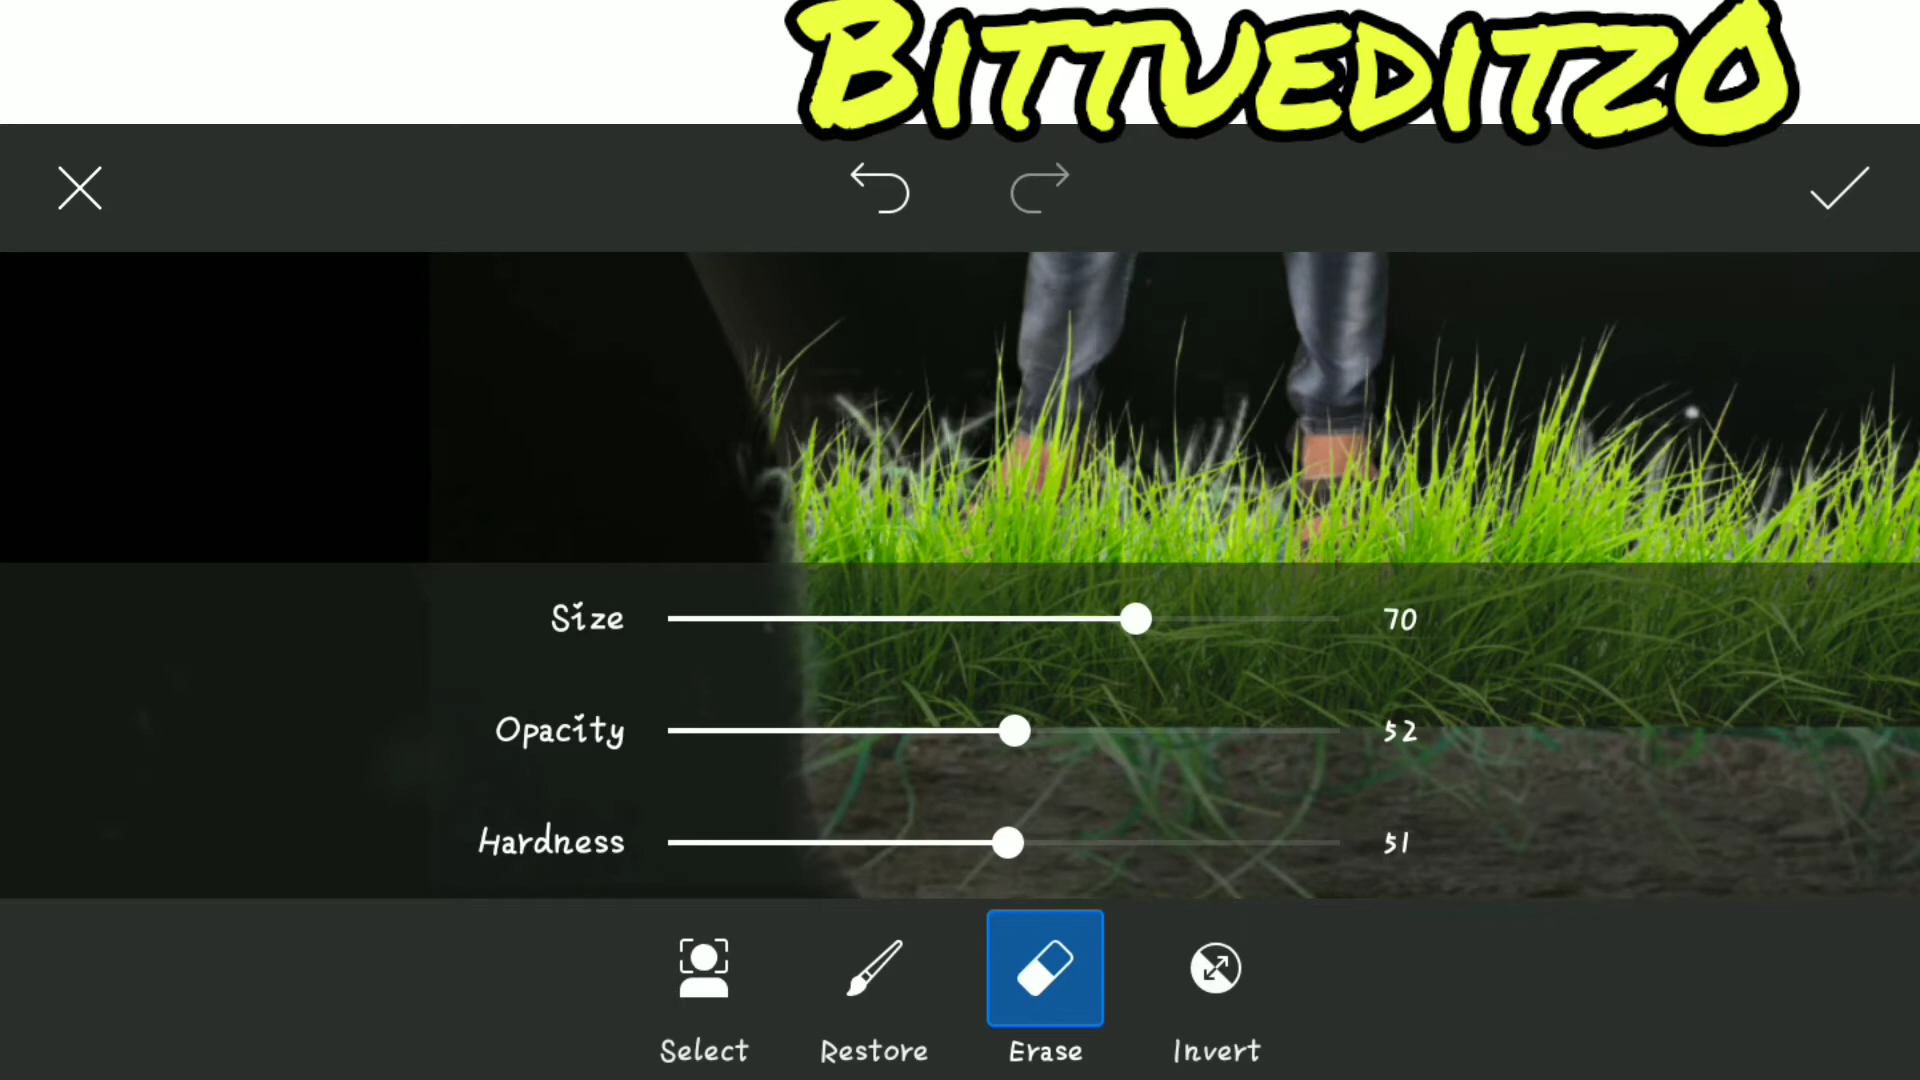 BITTUEDITZ0
Size 70
Opacity 52
Hardness 51
Select Restore Erase Invert